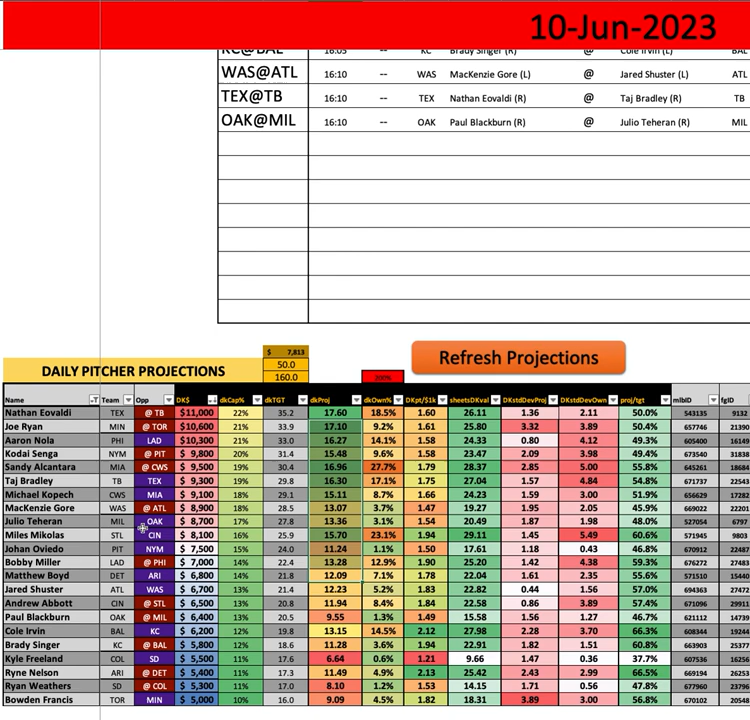 10-Jun-2023
KC@BAL 16:05 -- KC Brady Singer (R) @ Cole Irvin (L) BAL
WAS@ATL 16:10 -- WAS MacKenzie Gore (L) @ Jared Shuster (L) ATL
TEX@TB 16:10 -- TEX Nathan Eovaldi (R) @ Taj Bradley (R) TB
OAK@MIL 16:10 -- OAK Paul Blackburn (R) @ Julio Teheran (R) MIL
$ 7,813
DAILY PITCHER PROJECTIONS 50.0 Refresh Projections
160.0
Name Team Opp DK$ dkCap% dkTGT dkProj dkOwn% DKpt/$1k sheetsDKval DKstdDevProj DKstdDevOwn proj/tgt mlbID fgID
Nathan Eovaldi TEX @ TB $11,000 22% 35.2 17.60 18.5% 1.60 26.11 1.36 2.11 50.0% 543135 9132
Joe Ryan MIN @ TOR $10,600 21% 33.9 17.10 9.2% 1.61 25.80 3.32 3.89 50.4% 657746 21390
Aaron Nola PHI LAD $10,300 21% 33.0 16.27 14.1% 1.58 24.33 0.80 4.12 49.3% 605400 16149
Kodai Senga NYM @ PIT $ 9,800 20% 31.4 15.48 9.6% 1.58 23.47 2.09 3.98 49.4% 673540 31838
Sandy Alcantara MIA @ CWS $ 9,500 19% 30.4 16.96 27.7% 1.79 28.37 2.85 5.00 55.8% 645261 18684
Taj Bradley TB TEX $ 9,300 19% 29.8 16.30 17.1% 1.75 27.04 1.57 4.84 54.8% 671737 22543
Michael Kopech CWS MIA $ 9,100 18% 29.1 15.11 8.7% 1.66 24.23 1.59 3.00 51.9% 656629 17282
MacKenzie Gore WAS @ ATL $ 8,900 18% 28.5 13.07 3.7% 1.47 19.27 1.95 2.05 45.9% 669022 22201
Julio Teheran MIL OAK $ 8,700 17% 27.8 13.36 3.1% 1.54 20.49 1.87 1.98 48.0% 527054 6797
Miles Mikolas STL CIN $ 8,100 16% 25.9 15.70 23.1% 1.94 29.11 1.45 5.49 60.6% 571945 9803
Johan Oviedo PIT NYM $ 7,500 15% 24.0 11.24 1.1% 1.50 17.61 1.18 0.43 46.8% 670912 22487
Bobby Miller LAD @ PHI $ 7,000 14% 22.4 13.28 12.9% 1.90 25.20 1.42 4.38 59.3% 676272 27483
Matthew Boyd DET ARI $ 6,800 14% 21.8 12.09 7.1% 1.78 22.04 1.61 2.35 55.6% 571510 15440
Jared Shuster ATL WAS $ 6,700 13% 21.4 12.23 5.2% 1.83 22.82 0.44 1.56 57.0% 694363 27472
Andrew Abbott CIN @ STL $ 6,500 13% 20.8 11.94 8.4% 1.84 22.58 0.86 3.89 57.4% 671096 29911
Paul Blackburn OAK @ MIL $ 6,400 13% 20.5 9.55 1.3% 1.49 15.58 1.56 1.27 46.7% 621112 14739
Cole Irvin BAL KC $ 6,200 12% 19.8 13.15 14.5% 2.12 27.98 2.28 3.70 66.3% 608344 19244
Brady Singer KC @ BAL $ 5,800 12% 18.6 11.28 3.6% 1.94 22.91 1.82 1.51 60.8% 663903 25377
Kyle Freeland COL SD $ 5,500 11% 17.6 6.64 0.6% 1.21 9.66 1.47 0.36 37.7% 607536 16256
Ryne Nelson ARI @ DET $ 5,400 11% 17.3 11.49 4.9% 2.13 25.42 2.43 2.99 66.5% 669194 26253
Ryan Weathers SD @ COL $ 5,300 11% 17.0 8.10 1.2% 1.53 14.15 1.71 0.56 47.8% 677960 23796
Bowden Francis TOR MIN $ 5,000 10% 16.0 9.09 4.5% 1.82 18.31 3.89 1.67 56.8% 670102 20546